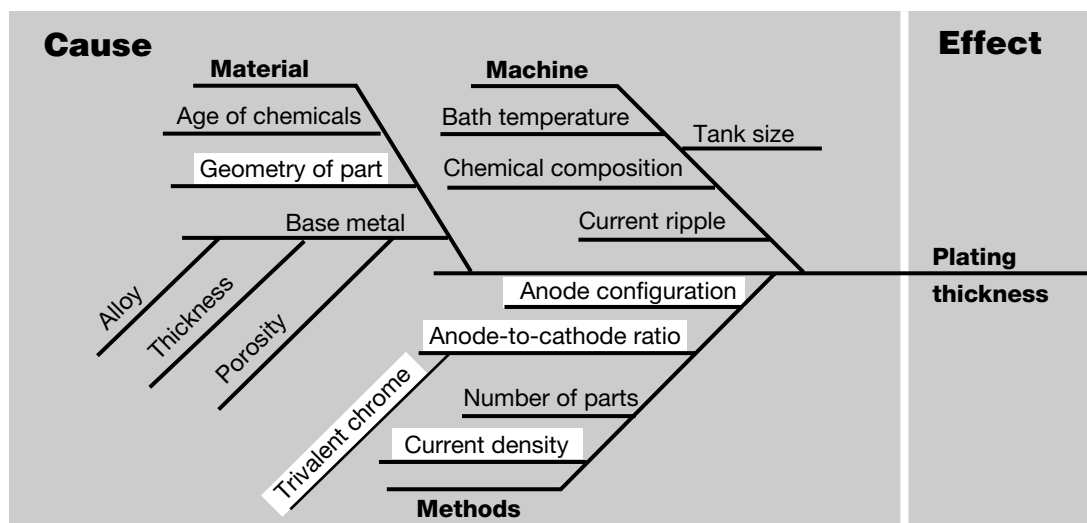 Cause
Effect
Material
Machine
Age of chemicals
Bath temperature
Tank size
Geometry of part
Chemical composition
Base metal
Current ripple
Alloy
Thickness
Porosity
Plating
thickness
Anode configuration
Anode-to-cathode ratio
Trivalent chrome
Number of parts
Current density
Methods